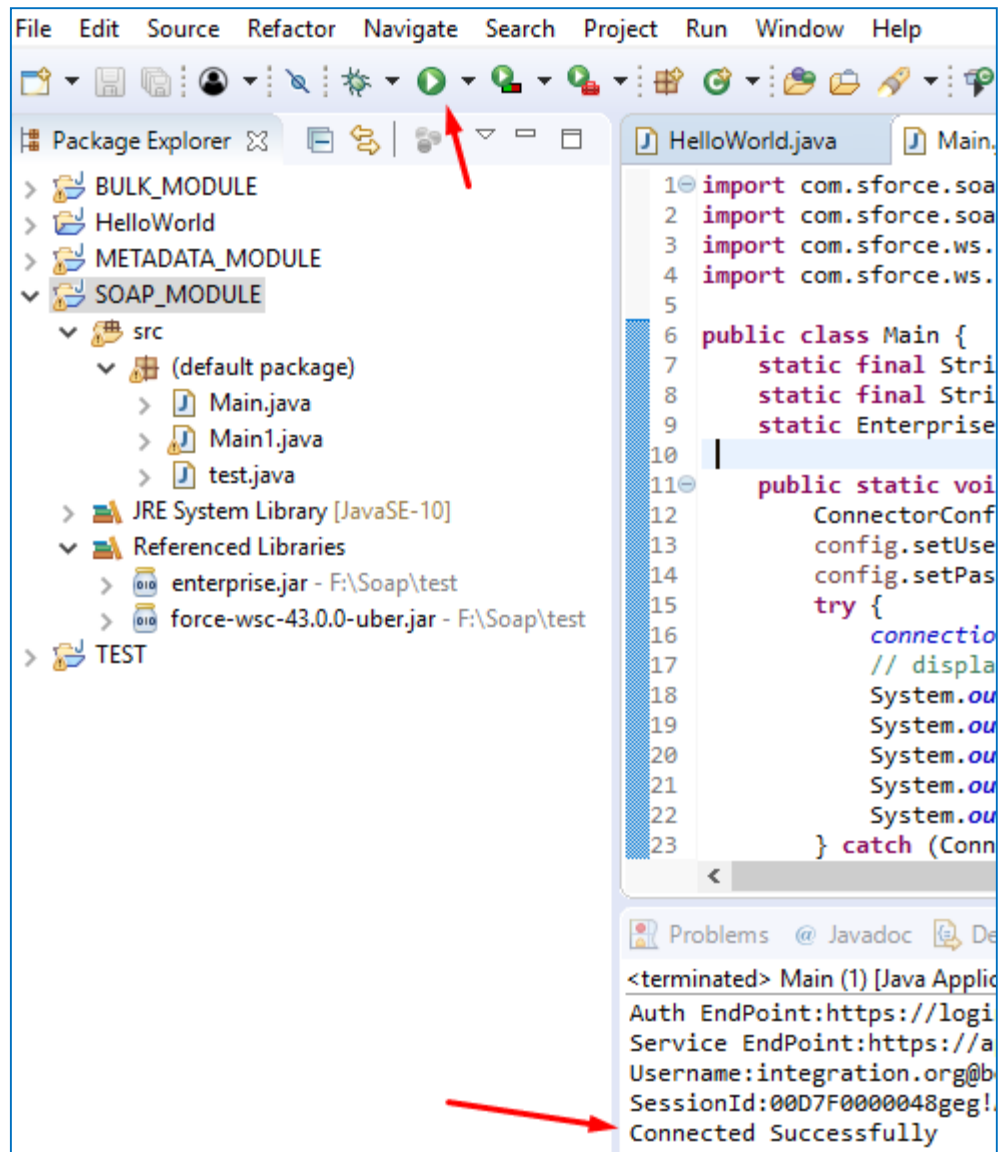 File Edit Source Refactor Navigate Search Project Run Window Help
Package Explorer
BULK_MODULE
HelloWorld
METADATA_MODULE
SOAP_MODULE
src
(default package)
Main.java
Main1.java
test.java
JRE System Library [JavaSE-10]
Referenced Libraries
enterprise.jar - F:\Soap\test
force-wsc-43.0.0-uber.jar - F:\Soap\test
TEST
HelloWorld.java Main.
1 import com.sforce.soa
2 import com.sforce.soa
3 import com.sforce.ws.
4 import com.sforce.ws.
5
6 public class Main {
7 static final Stri
8 static final Stri
9 static Enterprise
10
11 public static voi
12 ConnectorConf
13 config.setUse
14 config.setPas
15 try {
16 connectio
17 // displa
18 System.ou
19 System.ou
20 System.ou
21 System.ou
22 System.ou
23 } catch (Conn
Problems @ Javadoc De
<terminated> Main (1) [Java Applic
Auth EndPoint:https://logi
Service EndPoint:https://a
Username:integration.org@b
SessionId:00D7F0000048geg!
Connected Successfully